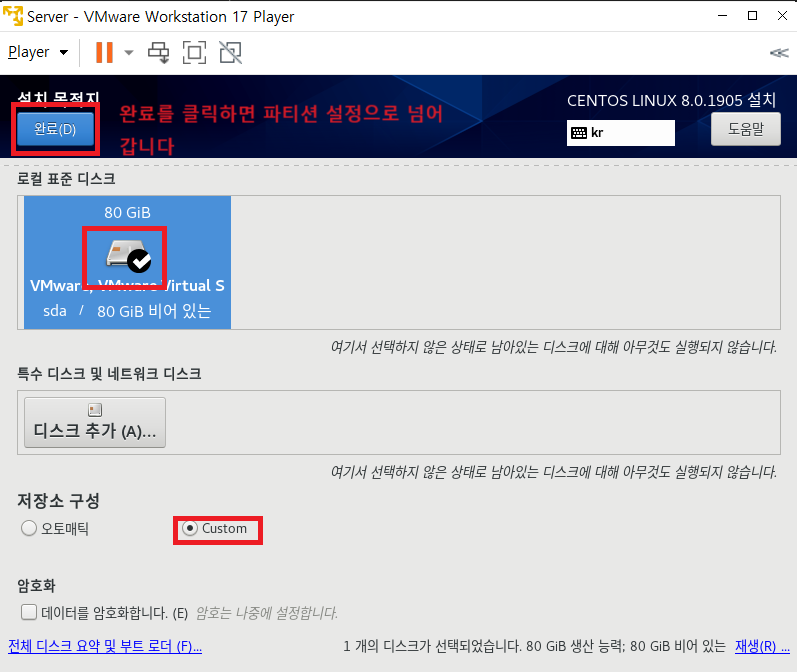 Server - VMware Workstation 17 Player
Player
설치 목적지
CENTOS LINUX 8.0.1905 설치
완료(D)
완료를 클릭하면 파티션 설정으로 넘어
갑니다
kr
도움말
로컬 표준 디스크
80 GiB
VMware, VMware Virtual S
sda / 80 GiB 비어 있는
여기서 선택하지 않은 상태로 남아있는 디스크에 대해 아무것도 실행되지 않습니다.
특수 디스크 및 네트워크 디스크
디스크 추가 (A)...
여기서 선택하지 않은 상태로 남아있는 디스크에 대해 아무것도 실행되지 않습니다.
저장소 구성
오토매틱
Custom
암호화
데이터를 암호화합니다. (E) 암호는 나중에 설정합니다.
전체 디스크 요약 및 부트 로더 (F)...
1 개의 디스크가 선택되었습니다. 80 GiB 생산 능력; 80 GiB 비어 있는 재생(R) ...